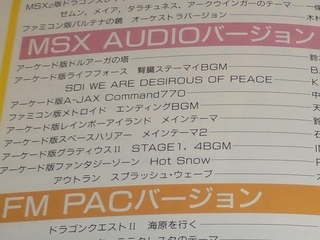 MSX2版ドラゴンスレイ
ゼムン、メイア、タラチュネス、アークウインガーのテーマ
ファミコン版パルテナの鏡 オーケストラバージョン
MSX AUDIOバージョン
アーケード版ドルアーガの塔
アーケード版ライフフォース 腎臓ステージBGM
SDI WE ARE DESIROUS OF PEACE
アーケード版A-JAX Command770
ファミコン版メトロイド エンディングBGM
アーケード版レインボーアイランド メインテーマ
アーケード版スペースハリアー メインテーマ2
アーケード版グラディウスⅡ STAGE1，4BGM
アーケード版ファンタジーゾーン Hot Snow
アウトラン スプラッシュ・ウェーブ
FM PACバージョン
ドラゴンクエストⅡ 海原を行く